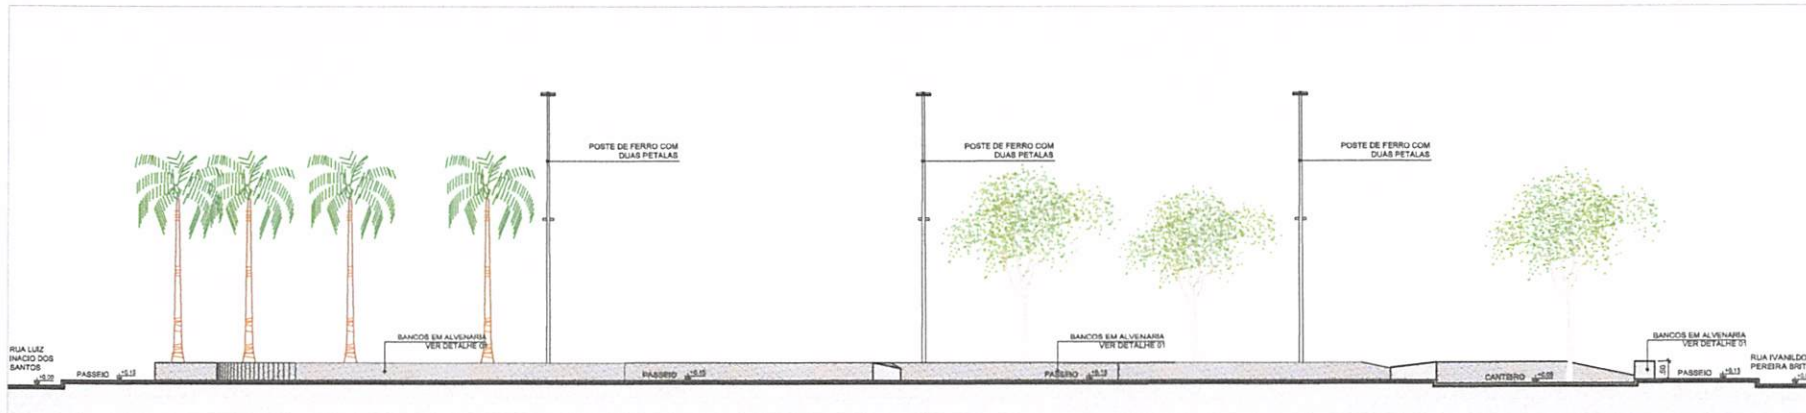 POSTE DE FERRO COM
DUAS PETALAS
POSTE DE FERRO COM
DUAS PETALAS
POSTE DE FERRO COM
DUAS PETALAS
BANCOS EM ALVENARIA
VER DETALHE 01
BANCOS EM ALVENARIA
VER DETALHE 01
BANCOS EM ALVENARIA
VER DETALHE 01
RUA LUIZ
INACIO DOS
SANTOS
PASSEIO
PASSEIO
PASSEIO
CANTEIRO
PASSEIO
RUA IVANILDO
PEREIRA BRIT